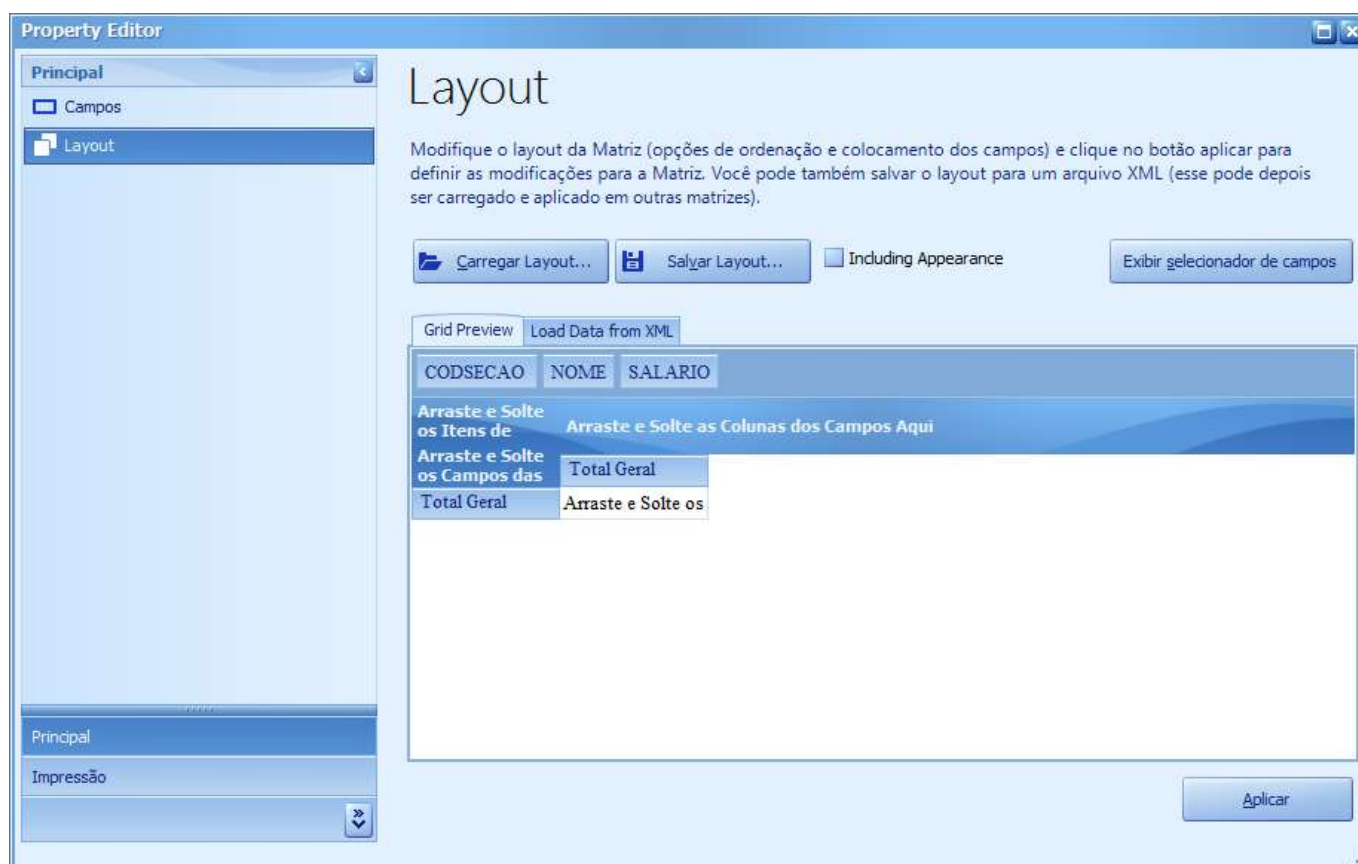 Property Editor
Principal
Campos
Layout
Layout
Modifique o layout da Matriz (opções de ordenação e colocamento dos campos) e clique no botão aplicar para
definir as modificações para a Matriz. Você pode também salvar o layout para um arquivo XML (esse pode depois
ser carregado e aplicado em outras matrizes).
Carregar Layout...
Salvar Layout...
Including Appearance
Exibir selecionador de campos
Grid Preview
Load Data from XML
CODSECAO
NOME
SALARIO
Arraste e Solte
os Itens de
Arraste e Solte as Colunas dos Campos Aqui
Arraste e Solte
os Campos das
Total Geral
Total Geral
Arraste e Solte os
Principal
Impressão
Aplicar